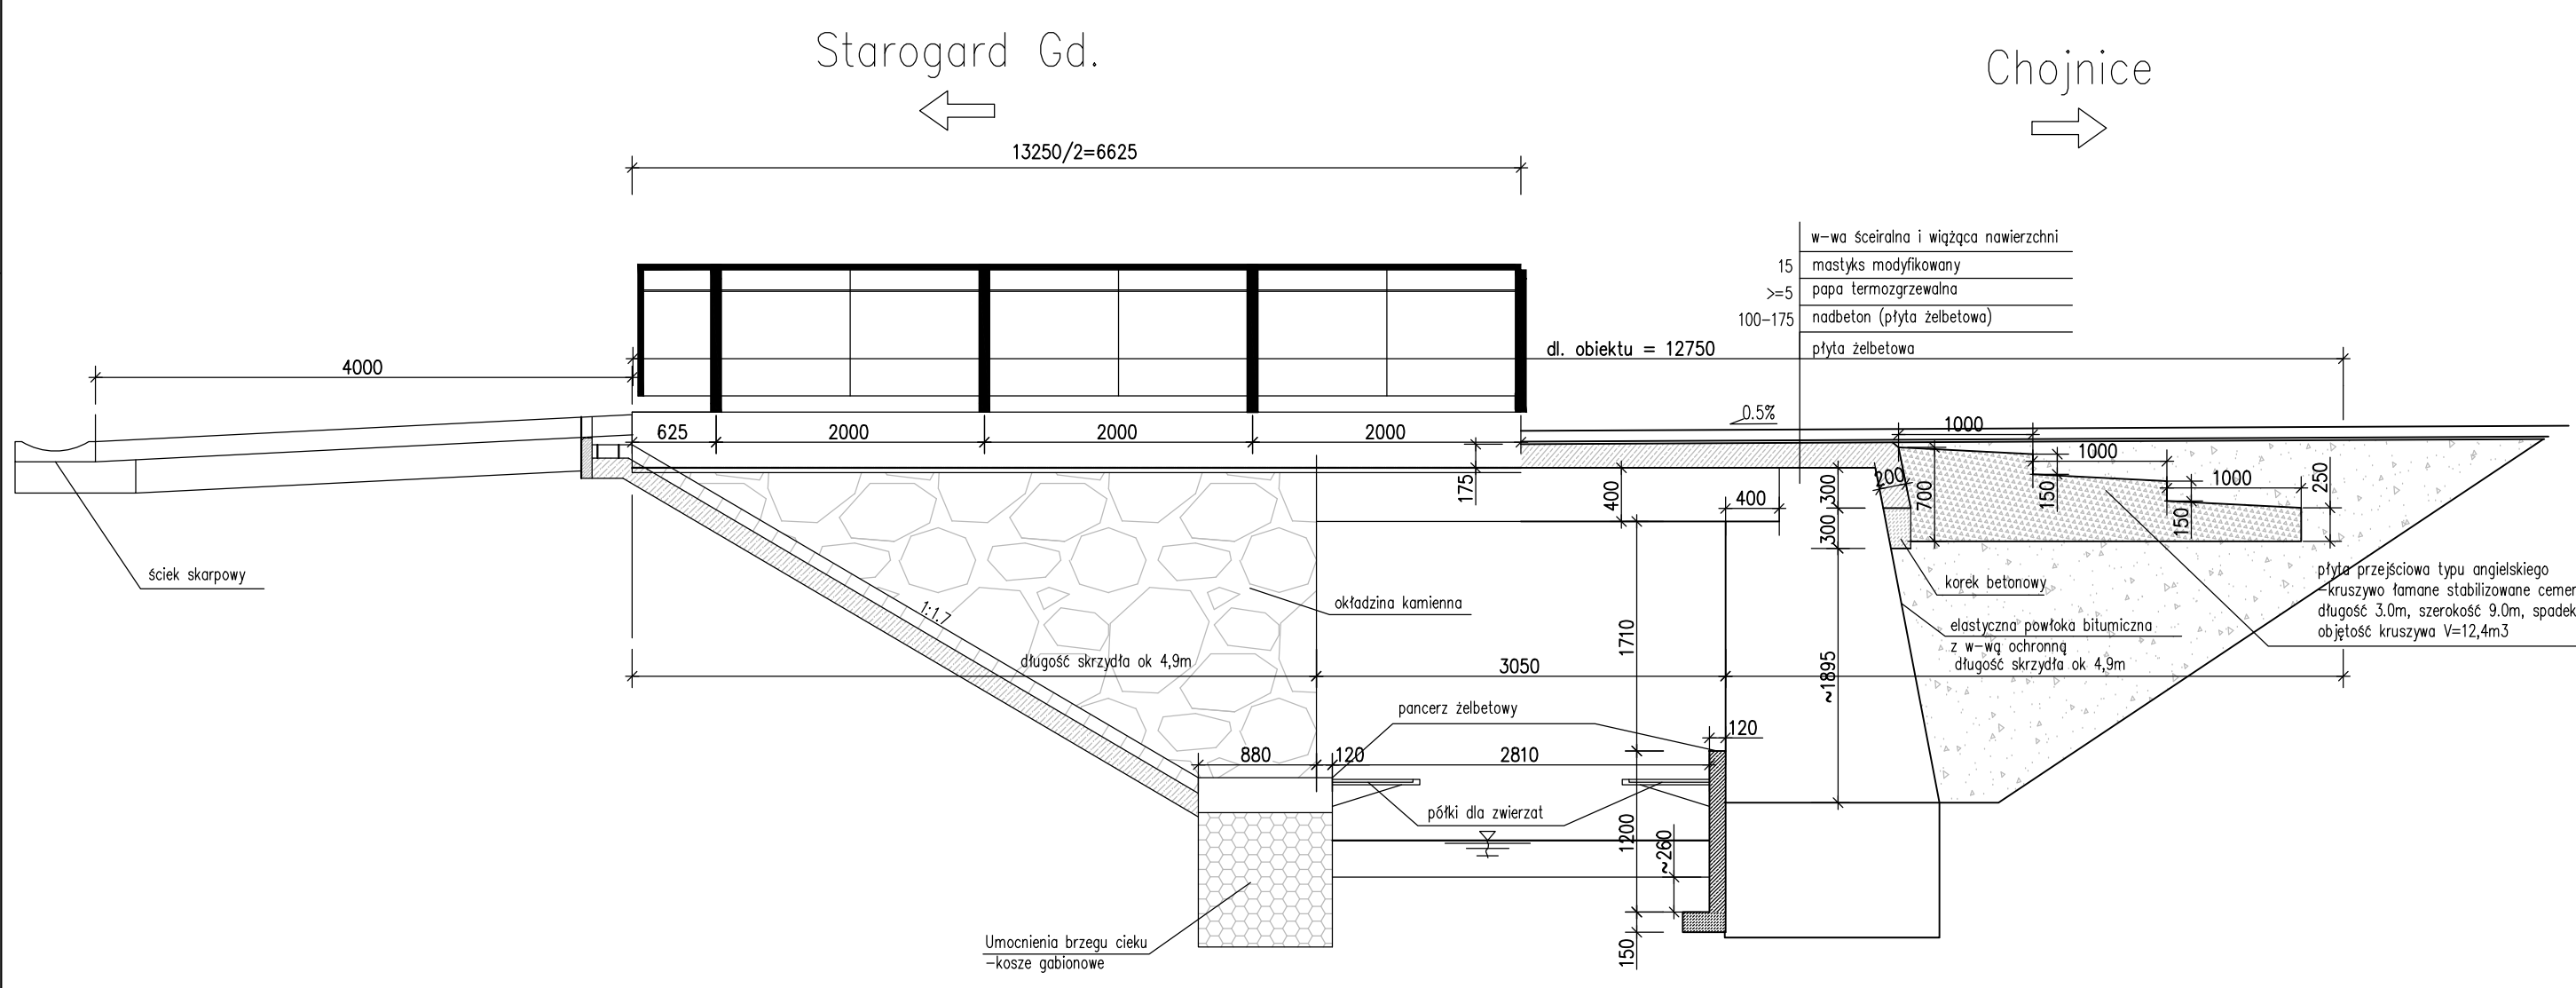 Starogard Gd.
Chojnice
13250/2=6625
w-wa ściralna i wiążąca nawierzchni
15 mastyks modyfikowany
>=5 papa termozgrzewalna
100-175 nadbeton (płyta żelbetowa)
płyta żelbetowa
dl. obiektu = 12750
4000
0.5%
625
2000
2000
2000
1000
1000
1000
175
400
400
300
300
200
700
150
150
250
ściek skarpowy
1:1.7
okładzina kamienna
korek betonowy
elastyczna powłoka bitumiczna
z w-wą ochronną
płyta przejściowa typu angielskiego
-kruszywo łamane stabilizowane cemen
długość 3.0m, szerokość 9.0m, spadek
objętość kruszywa V=12,4m3
długość skrzydła ok 4,9m
3050
długość skrzydła ok 4,9m
1710
~1895
pancerz żelbetowy
880
120
2810
120
półki dla zwierzat
1200
~260
150
Umocnienia brzegu cieku
-kosze gabionowe